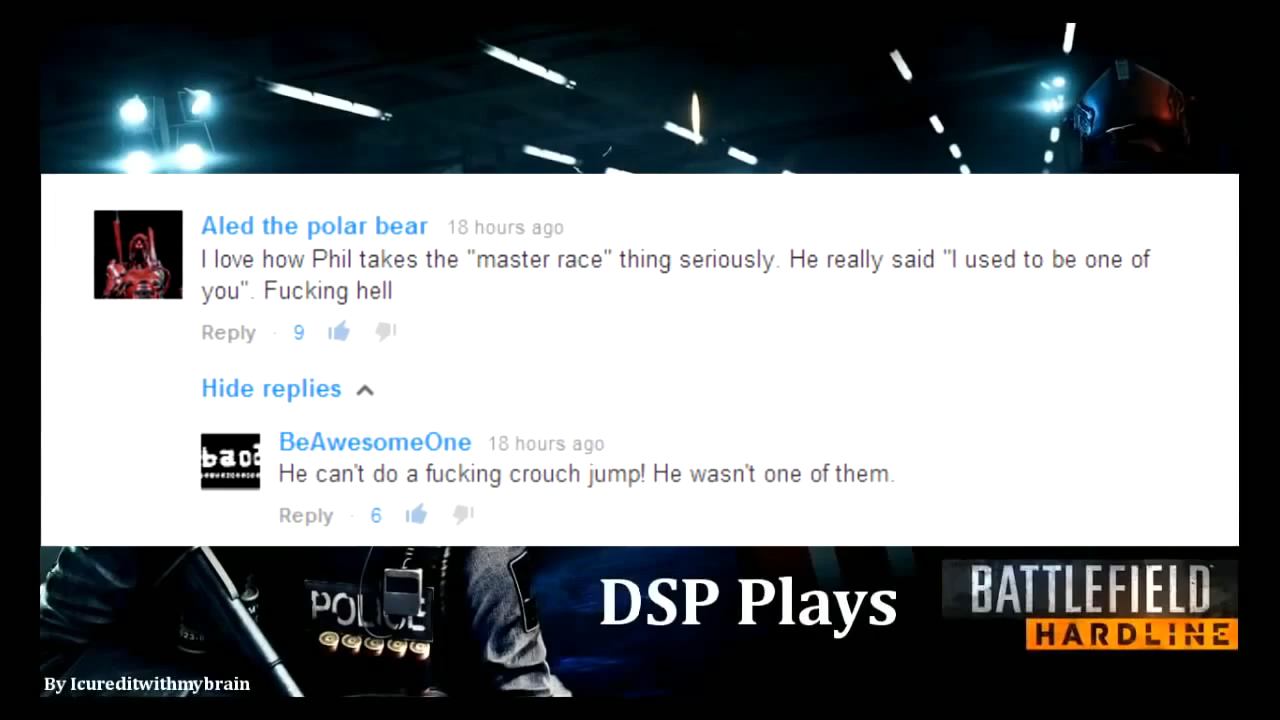 Aled the polar bear 18 hours ago
I love how Phil takes the "master race" thing seriously. He really said "I used to be one of
you". Fucking hell
Reply · 9
Hide replies
BeAwesomeOne 18 hours ago
He can't do a fucking crouch jump! He wasn't one of them.
Reply · 6
POLICE
DSP Plays
BATTLEFIELD
HARDLINE
By Icureditwithmybrain